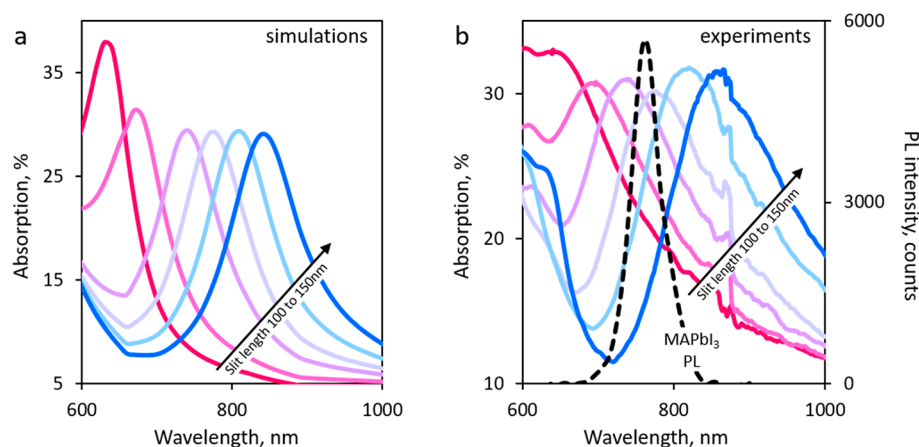 a
simulations
35
25
15
5
600
800
1000
Absorption, %
Wavelength, nm
Slit length 100 to 150nm
b
experiments
30
20
10
600
800
1000
6000
3000
0
Absorption, %
PL intensity, counts
Wavelength, nm
Slit length 100 to 150nm
MAPbI₃
PL